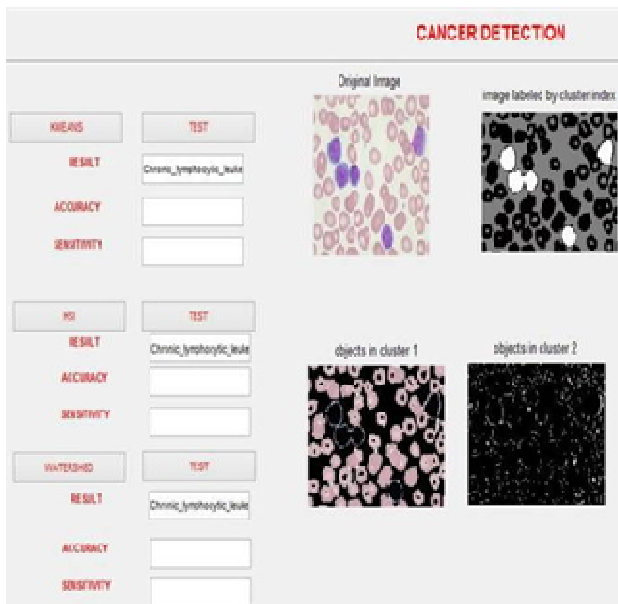 CANCER DETECTION
Original Image
image labeled by cluster index
KMEANS TEST
RESULT Chronic_lymphocytic_leuke
ACCURACY
SENSITIVITY
HSI TEST
RESULT Chronic_lymphocytic_leuke
objects in cluster 1
objects in cluster 2
ACCURACY
SENSITIVITY
WATERSHED TEST
RESULT Chronic_lymphocytic_leuke
ACCURACY
SENSITIVITY